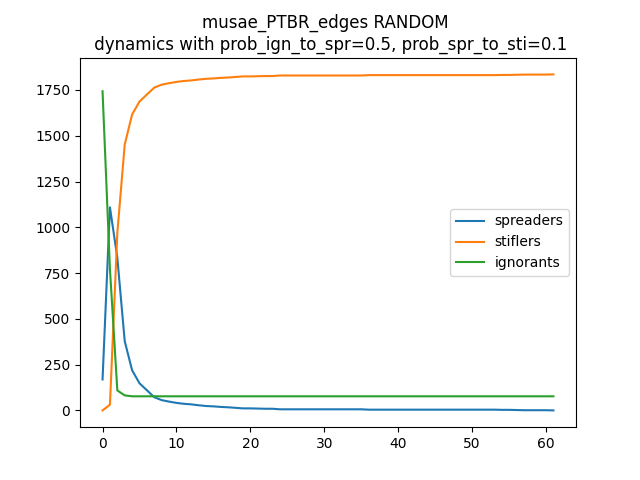 musae_PTBR_edges RANDOM
dynamics with prob_ign_to_spr=0.5, prob_spr_to_sti=0.1
1750
1500
1250
1000
750
500
250
0
spreaders
stiflers
ignorants
0 10 20 30 40 50 60